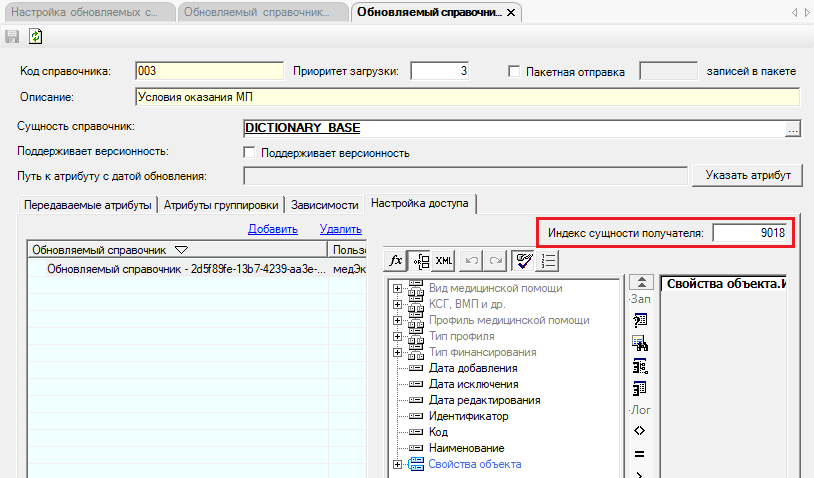 Настройка обновляемых с... Обновляемый справочник... Обновляемый справочни...
Код справочника: 003 Приоритет загрузки: 3 Пакетная отправка записей в пакете
Описание: Условия оказания МП
Сущность справочник: DICTIONARY_BASE ...
Поддерживает версионность: Поддерживает версионность
Путь к атрибуту с датой обновления: Указать атрибут
Передаваемые атрибуты Атрибуты группировки Зависимости Настройка доступа
Добавить Удалить Индекс сущности получателя: 9018
Обновляемый справочник Пользо
Обновляемый справочник - 2d5f89fe-13b7-4239-aa3e-... медЭк
fx XML
Свойства объекта.И
Вид медицинской помощи
КСГ, ВМП и др.
Профиль медицинской помощи
Тип профиля
Тип финансирования
Дата добавления
Дата исключения
Дата редактирования
Идентификатор
Код
Наименование
Свойства объекта
Зап
Лог
<>
=
>